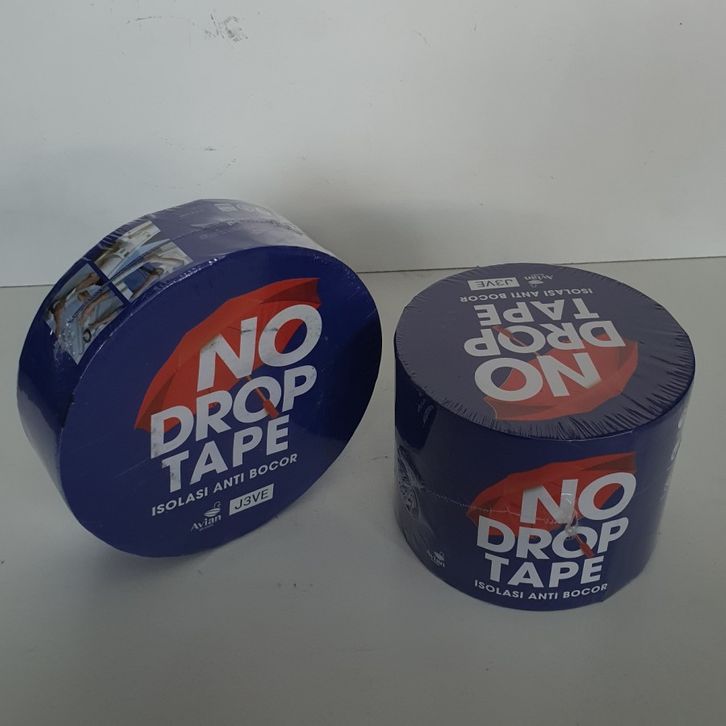 NO
DROP
TAPE
ISOLASI ANTI BOCOR
Avian
J3VE
NO
DROP
TAPE
ISOLASI ANTI BOCOR
Avian
J3VE
NO
DROP
TAPE
ISOLASI ANTI BOCOR
Avian